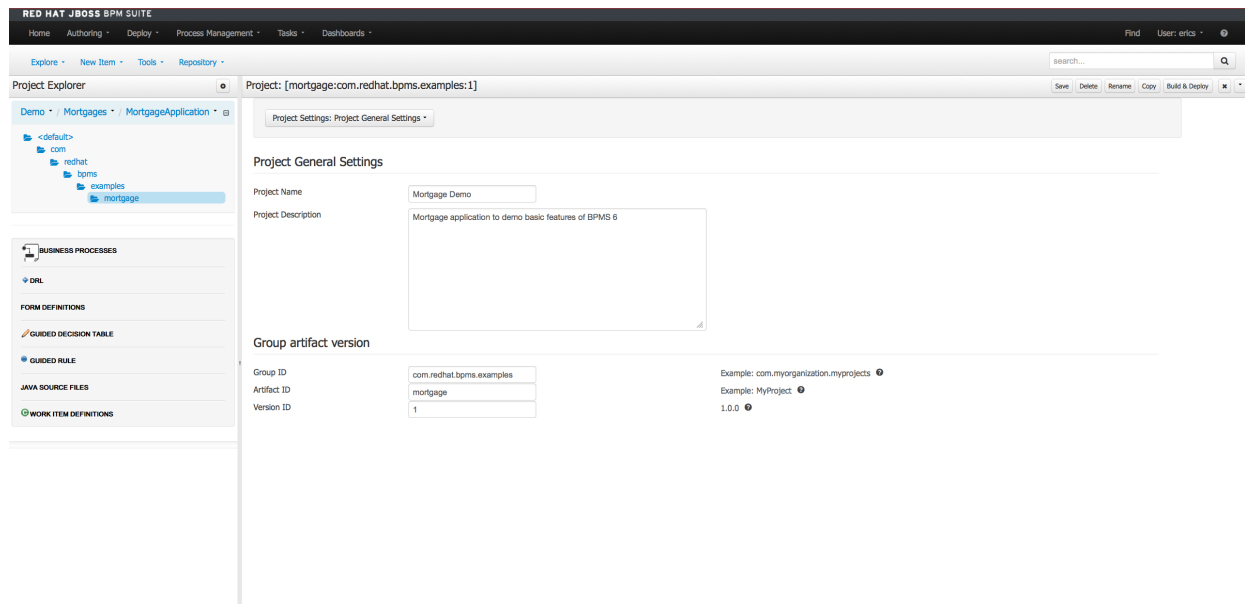 RED HAT JBOSS BPM SUITE
Home Authoring Deploy Process Management Tasks Dashboards Find User: erics
Explore New Item Tools Repository search...
Project Explorer Project: [mortgage:com.redhat.bpms.examples:1] Save Delete Rename Copy Build & Deploy
Demo / Mortgages / MortgageApplication
<default>
com
redhat
bpms
examples
mortgage
BUSINESS PROCESSES
DRL
FORM DEFINITIONS
GUIDED DECISION TABLE
GUIDED RULE
JAVA SOURCE FILES
WORK ITEM DEFINITIONS
Project Settings: Project General Settings
Project General Settings
Project Name Mortgage Demo
Project Description Mortgage application to demo basic features of BPMS 6
Group artifact version
Group ID com.redhat.bpms.examples Example: com.myorganization.myprojects
Artifact ID mortgage Example: MyProject
Version ID 1 1.0.0